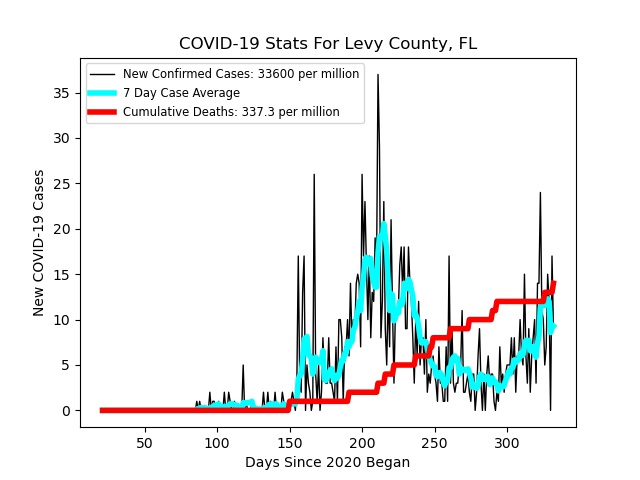 COVID-19 Stats For Levy County, FL
New Confirmed Cases: 33600 per million
7 Day Case Average
Cumulative Deaths: 337.3 per million
New COVID-19 Cases
35
30
25
20
15
10
5
0
50 100 150 200 250 300
Days Since 2020 Began